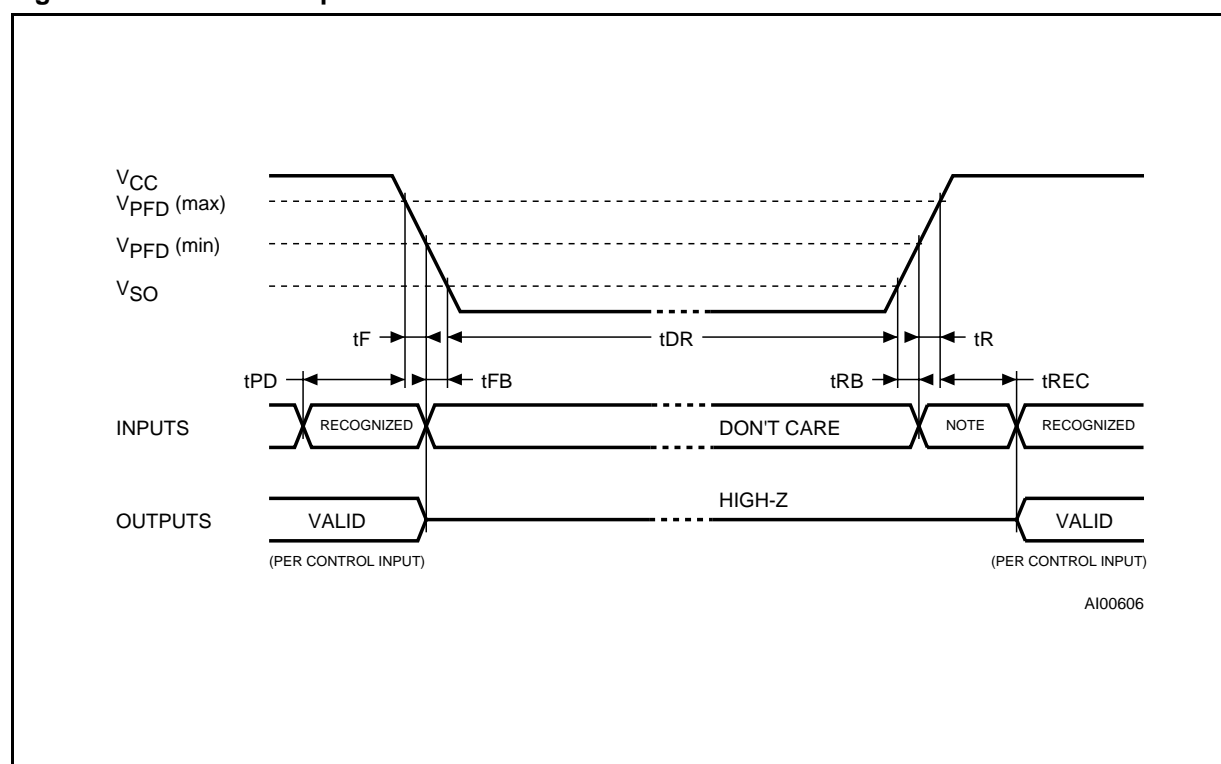 VCC
VPFD (max)
VPFD (min)
VSO
tF
tDR
tR
tPD
tFB
tRB
tREC
INPUTS
RECOGNIZED
DON'T CARE
NOTE
RECOGNIZED
HIGH-Z
OUTPUTS
VALID
VALID
(PER CONTROL INPUT)
(PER CONTROL INPUT)
AI00606